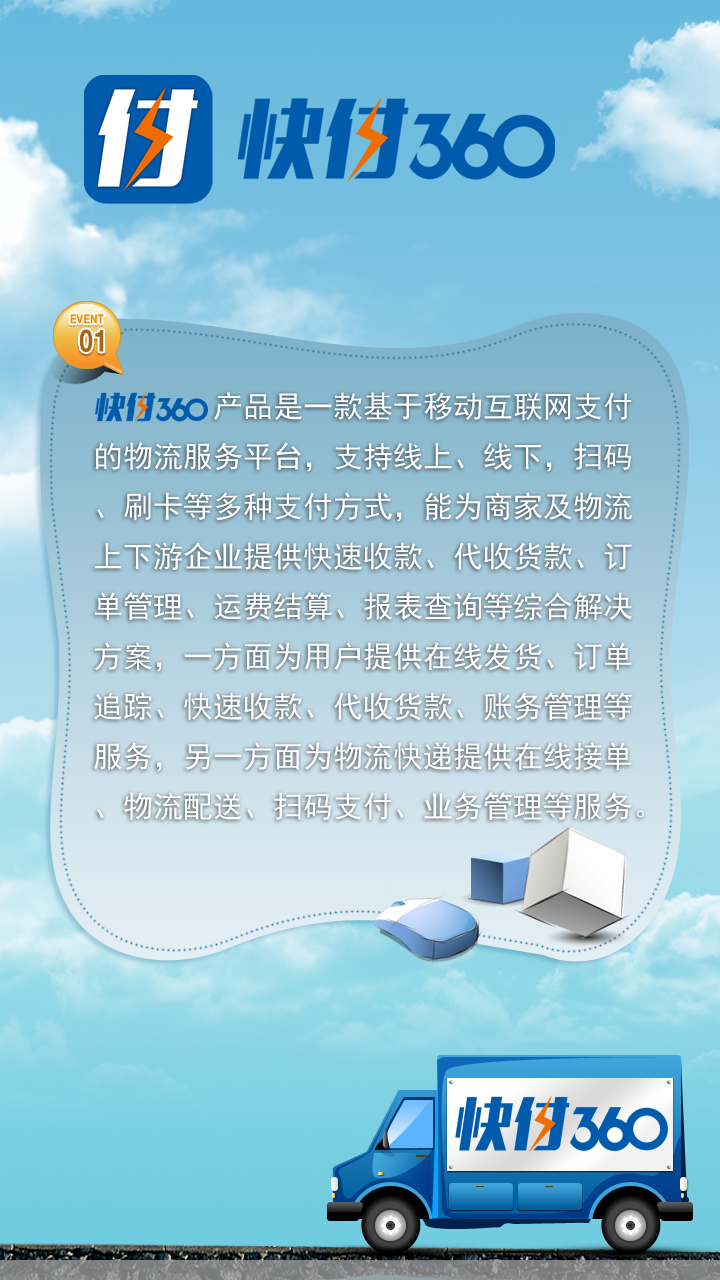 付 快付360
EVENT
01
快付360产品是一款基于移动互联网支付
的物流服务平台，支持线上、线下，扫码
、刷卡等多种支付方式，能为商家及物流
上下游企业提供快速收款、代收货款、订
单管理、运费结算、报表查询等综合解决
方案，一方面为用户提供在线发货、订单
追踪、快速收款、代收货款、账务管理等
服务，另一方面为物流快递提供在线接单
、物流配送、扫码支付、业务管理等服务。
快付360